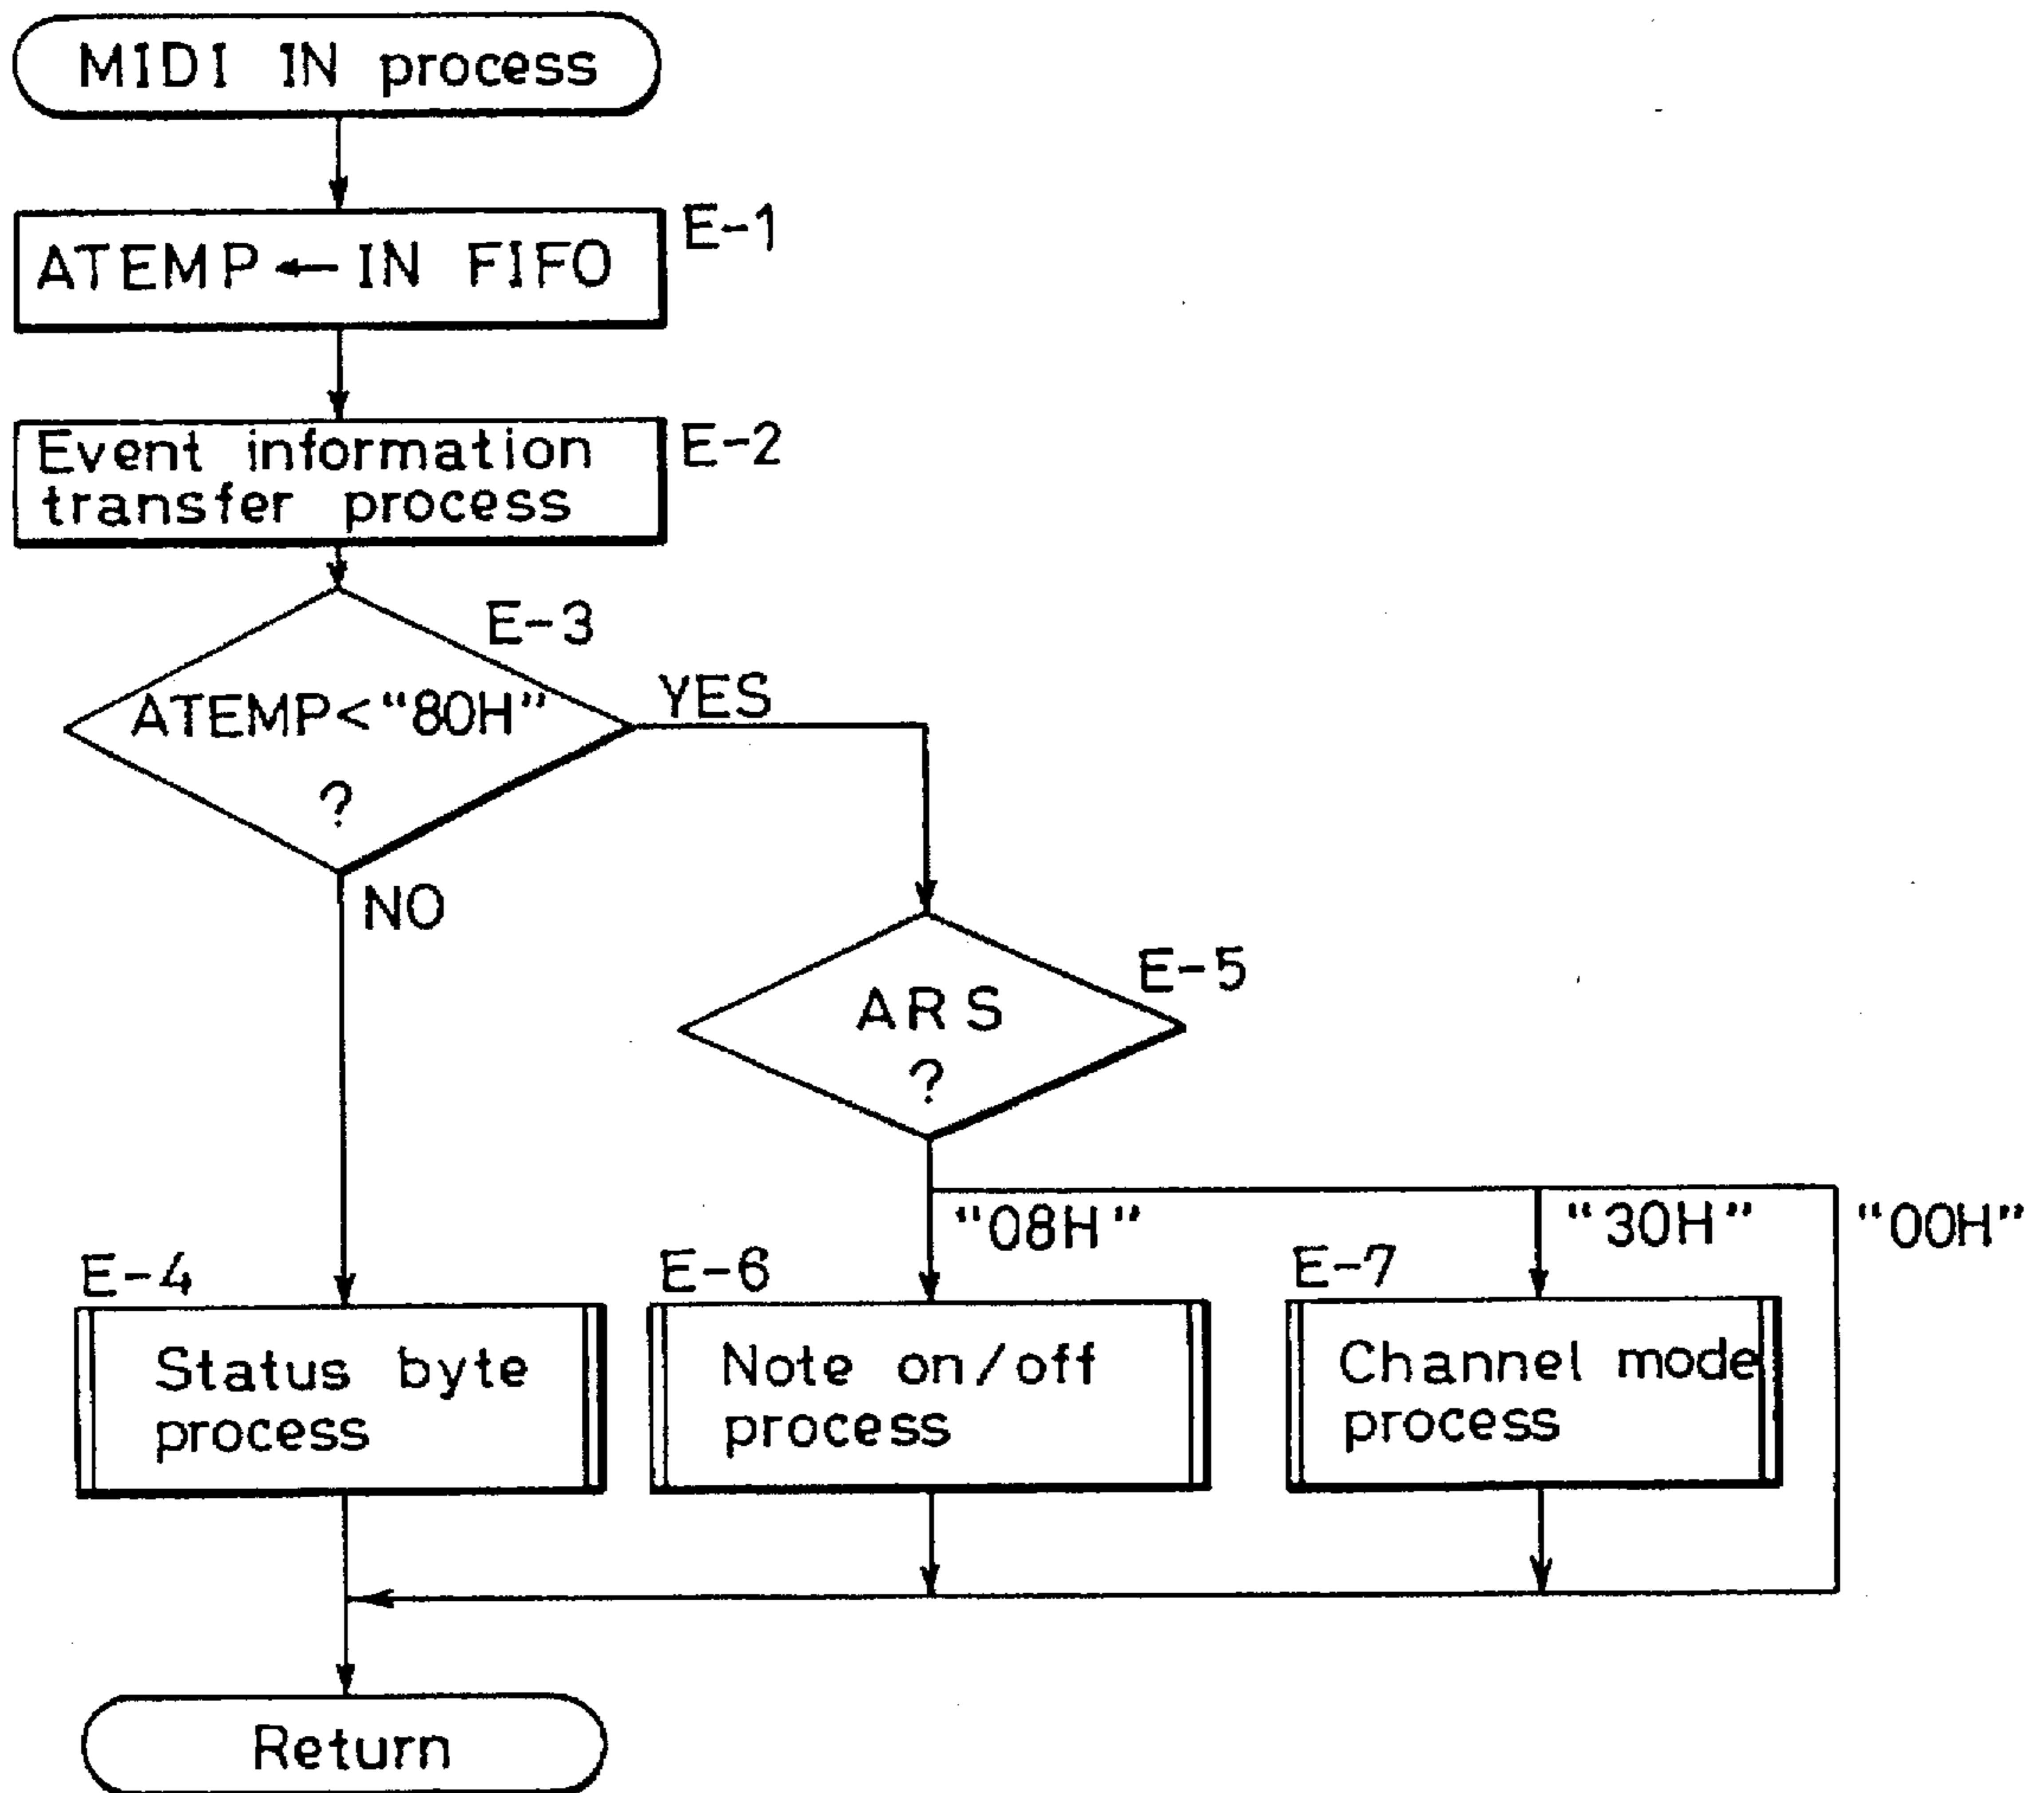 MIDI IN process
ATEMP ← IN FIFO
E-1
Event information
transfer process
E-2
E-3
ATEMP<“80H”
?
YES
NO
E-5
ARS
?
“08H”
“30H”
“00H”
E-4
Status byte
process
E-6
Note on/off
process
E-7
Channel mode
process
Return